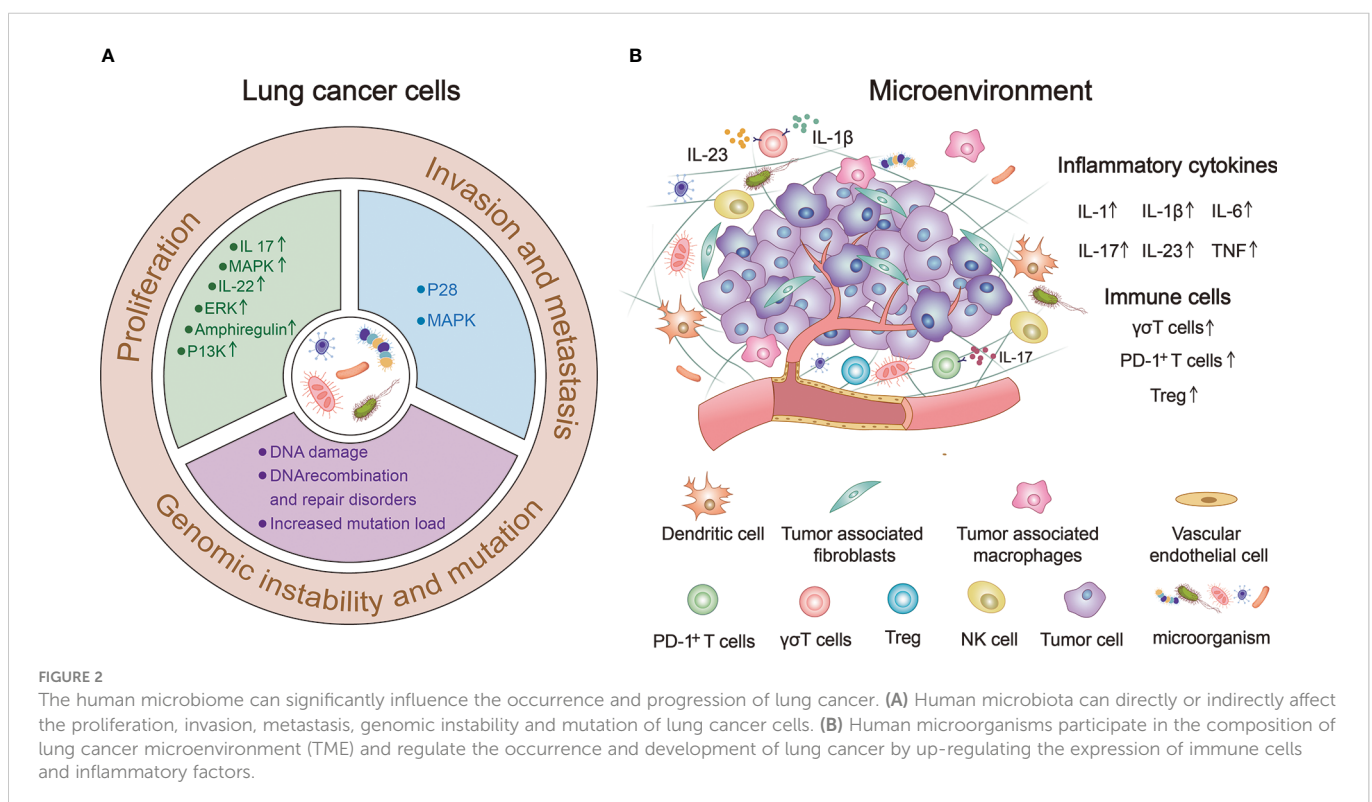 A
Lung cancer cells
Proliferation
Invasion and metastasis
Genomic instability and mutation
● IL 17↑
● MAPK↑
● IL-22↑
● ERK↑
● Amphiregulin↑
● P13K↑
● P28
● MAPK
● DNA damage
● DNArecombination
and repair disorders
● Increased mutation load
B
Microenvironment
IL-23
IL-1β
IL-17
Inflammatory cytokines
IL-1↑ IL-1β↑ IL-6↑
IL-17↑ IL-23↑ TNF↑
Immune cells
γσT cells↑
PD-1+ T cells ↑
Treg↑
Dendritic cell
Tumor associated
fibroblasts
Tumor associated
macrophages
Vascular
endothelial cell
PD-1+ T cells
γσT cells
Treg
NK cell
Tumor cell
microorganism
FIGURE 2
The human microbiome can significantly influence the occurrence and progression of lung cancer. (A) Human microbiota can directly or indirectly affect
the proliferation, invasion, metastasis, genomic instability and mutation of lung cancer cells. (B) Human microorganisms participate in the composition of
lung cancer microenvironment (TME) and regulate the occurrence and development of lung cancer by up-regulating the expression of immune cells
and inflammatory factors.